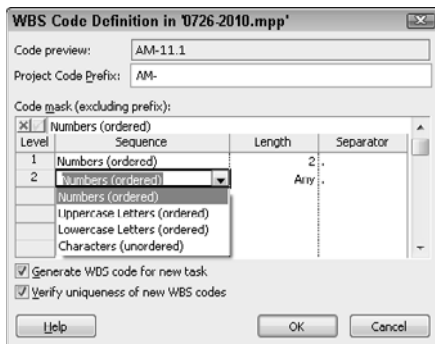 WBS Code Definition in '0726-2010.mpp'
Code preview: AM-11.1
Project Code Prefix: AM-
Code mask (excluding prefix):
Numbers (ordered)
Level Sequence Length Separator
1 Numbers (ordered) 2 .
2 Numbers (ordered) Any .
Numbers (ordered)
Uppercase Letters (ordered)
Lowercase Letters (ordered)
Characters (unordered)
Generate WBS code for new task
Verify uniqueness of new WBS codes
Help OK Cancel